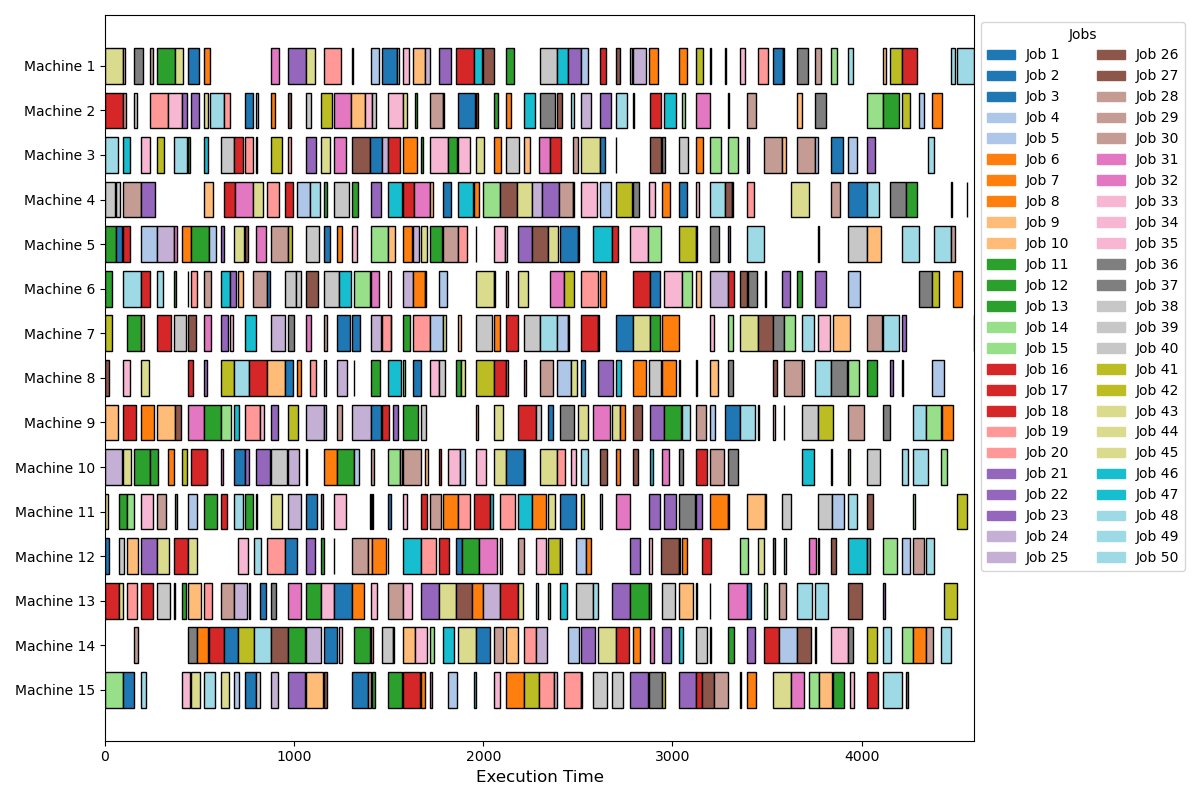 Machine 1
Machine 2
Machine 3
Machine 4
Machine 5
Machine 6
Machine 7
Machine 8
Machine 9
Machine 10
Machine 11
Machine 12
Machine 13
Machine 14
Machine 15
0 1000 2000 3000 4000
Execution Time
Jobs
Job 1
Job 2
Job 3
Job 4
Job 5
Job 6
Job 7
Job 8
Job 9
Job 10
Job 11
Job 12
Job 13
Job 14
Job 15
Job 16
Job 17
Job 18
Job 19
Job 20
Job 21
Job 22
Job 23
Job 24
Job 25
Job 26
Job 27
Job 28
Job 29
Job 30
Job 31
Job 32
Job 33
Job 34
Job 35
Job 36
Job 37
Job 38
Job 39
Job 40
Job 41
Job 42
Job 43
Job 44
Job 45
Job 46
Job 47
Job 48
Job 49
Job 50